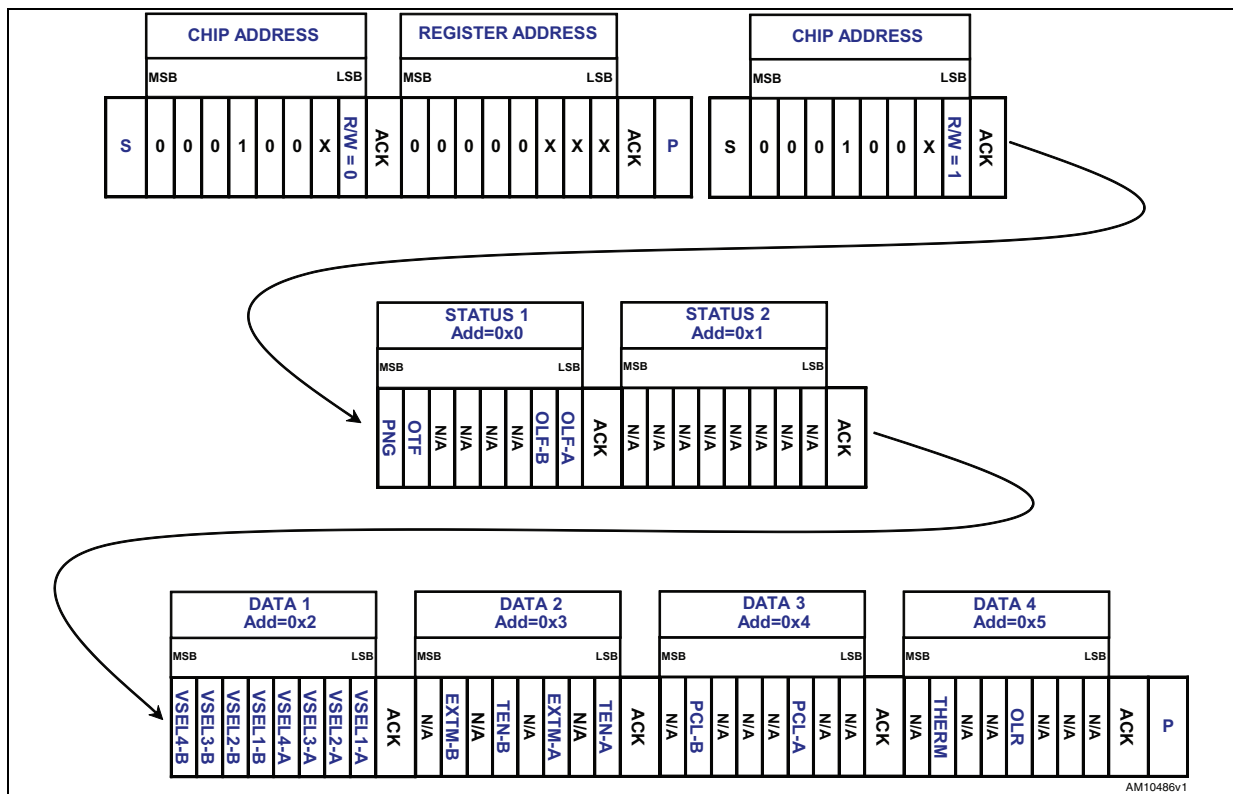 CHIP ADDRESS
REGISTER ADDRESS
CHIP ADDRESS
MSB LSB MSB LSB MSB LSB
S 0 0 0 1 0 0 X R/W = 0 ACK 0 0 0 0 0 X X X ACK P
S 0 0 0 1 0 0 X R/W = 1 ACK
STATUS 1
Add=0x0
STATUS 2
Add=0x1
MSB LSB MSB LSB
PNG OTF N/A N/A N/A N/A OLF-B OLF-A ACK N/A N/A N/A N/A N/A N/A N/A N/A ACK
DATA 1
Add=0x2
DATA 2
Add=0x3
DATA 3
Add=0x4
DATA 4
Add=0x5
MSB LSB MSB LSB MSB LSB MSB LSB
VSEL4-B VSEL3-B VSEL2-B VSEL1-B VSEL4-A VSEL3-A VSEL2-A VSEL1-A ACK N/A EXTM-B N/A TEN-B N/A EXTM-A N/A TEN-A ACK N/A PCL-B N/A N/A N/A PCL-A N/A N/A ACK N/A THERM N/A N/A OLR N/A N/A N/A ACK P
AM10486v1